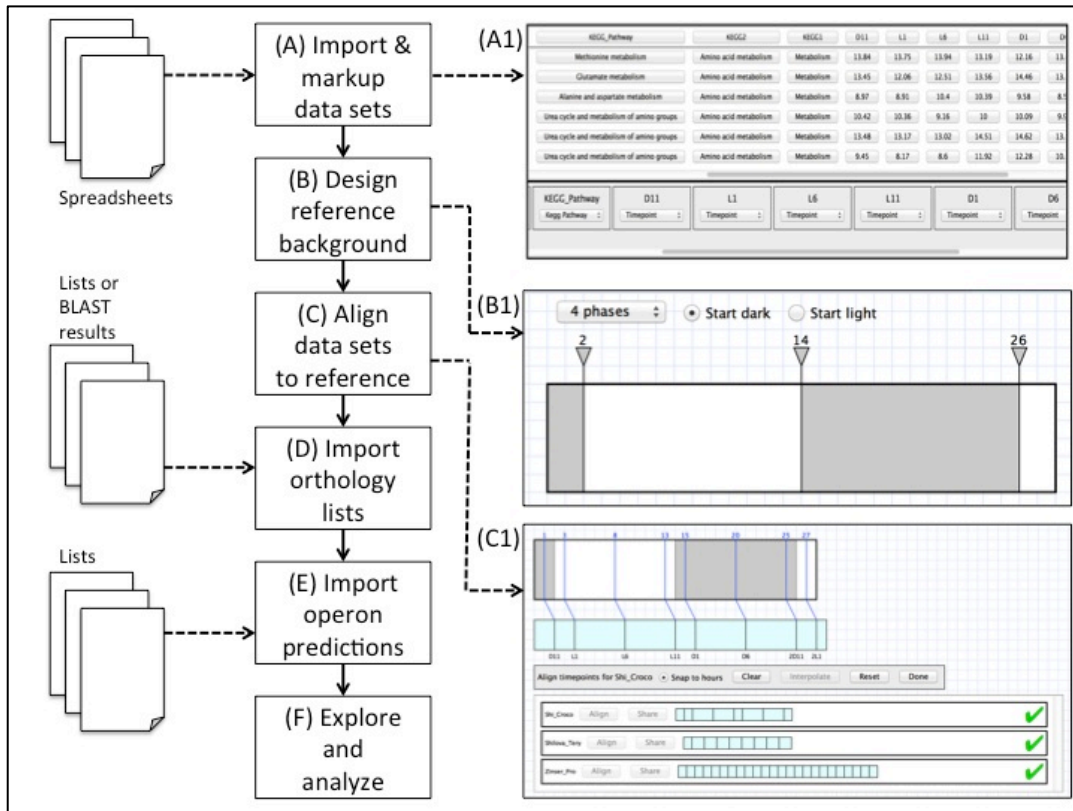 Spreadsheets
Lists or
BLAST
results
Lists
(A) Import &
markup
data sets
(B) Design
reference
background
(C) Align
data sets
to reference
(D) Import
orthology
lists
(E) Import
operon
predictions
(F) Explore
and
analyze
(A1)
KEGG_Pathway KEGG2 KEGG1 D11 L1 L6 L11 D1
Methionine metabolism Amino acid metabolism Metabolism 13.84 13.75 13.94 13.19 12.16 13.
Glutamate metabolism Amino acid metabolism Metabolism 13.45 12.06 12.51 13.56 14.46 13.
Alanine and aspartate metabolism Amino acid metabolism Metabolism 8.97 8.91 10.4 10.39 9.58
Urea cycle and metabolism of amino groups Amino acid metabolism Metabolism 10.42 10.36 9.16 10 10.09
Urea cycle and metabolism of amino groups Amino acid metabolism Metabolism 13.48 13.17 13.02 14.51 14.62 13.
Urea cycle and metabolism of amino groups Amino acid metabolism Metabolism 9.45 8.17 8.6 11.92 12.28 10.
KEGG_Pathway D11 L1 L6 L11 D1 D6
Kegg Pathway Timepoint Timepoint Timepoint Timepoint Timepoint Timepoint
(B1)
4 phases Start dark Start light
2 14 26
(C1)
1 3 8 13 15 20 25 27
D11 L1 L6 L11 D1 D6 2D11 2L1
Align timepoints for Shi_Croco Snap to hours Clear Interpolate Reset Done
Shi_Croco Align Share
Align Share
Zinser_Pro Align Share